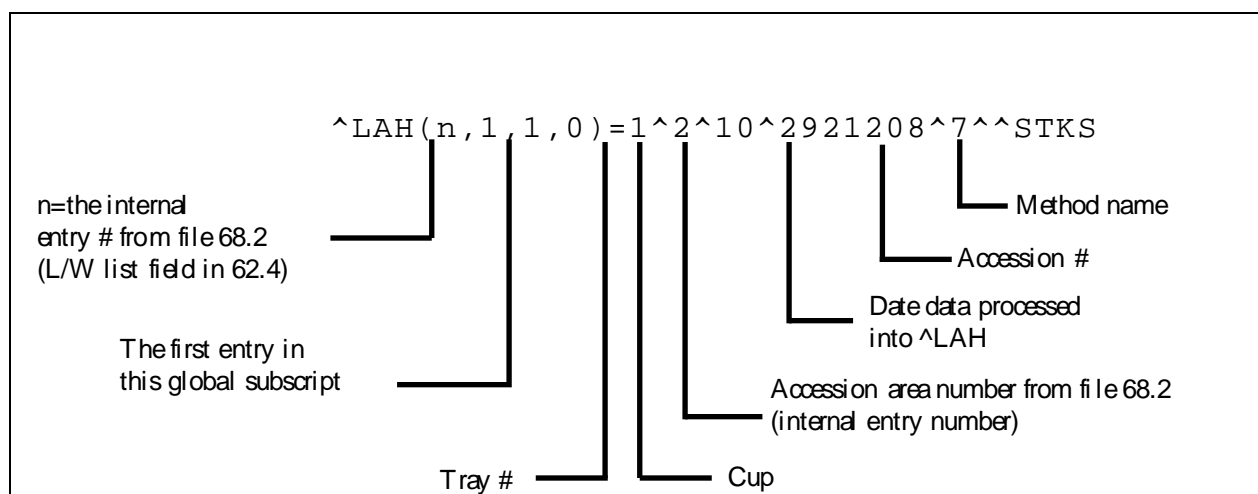 ^LAH(n,1,1,0)=1^2^10^2921208^7^^STKS
n=the internal
entry # from file 68.2
(L/W list field in 62.4)
Method name
Accession #
Date data processed
into ^LAH
The first entry in
this global subscript
Accession area number from file 68.2
(internal entry number)
Tray #
Cup